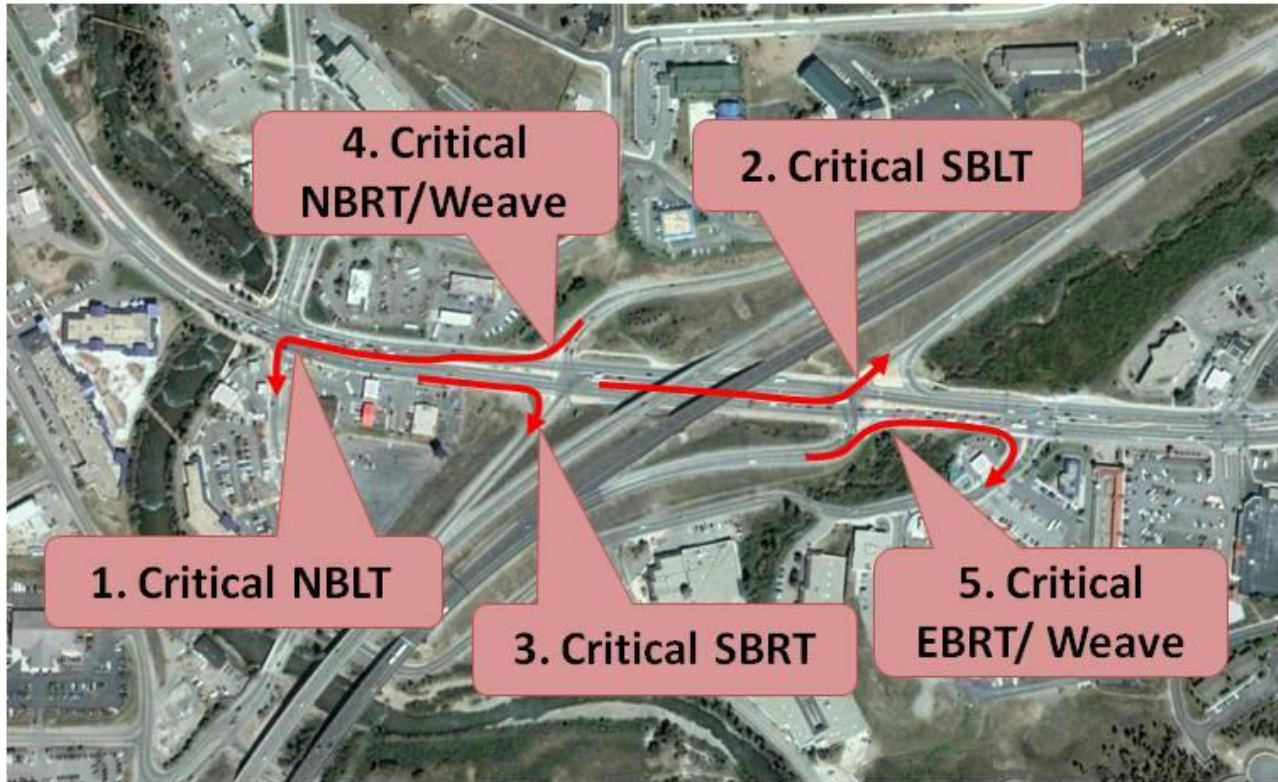 4. Critical
NBRT/Weave
2. Critical SBLT
1. Critical NBLT
3. Critical SBRT
5. Critical
EBRT/ Weave